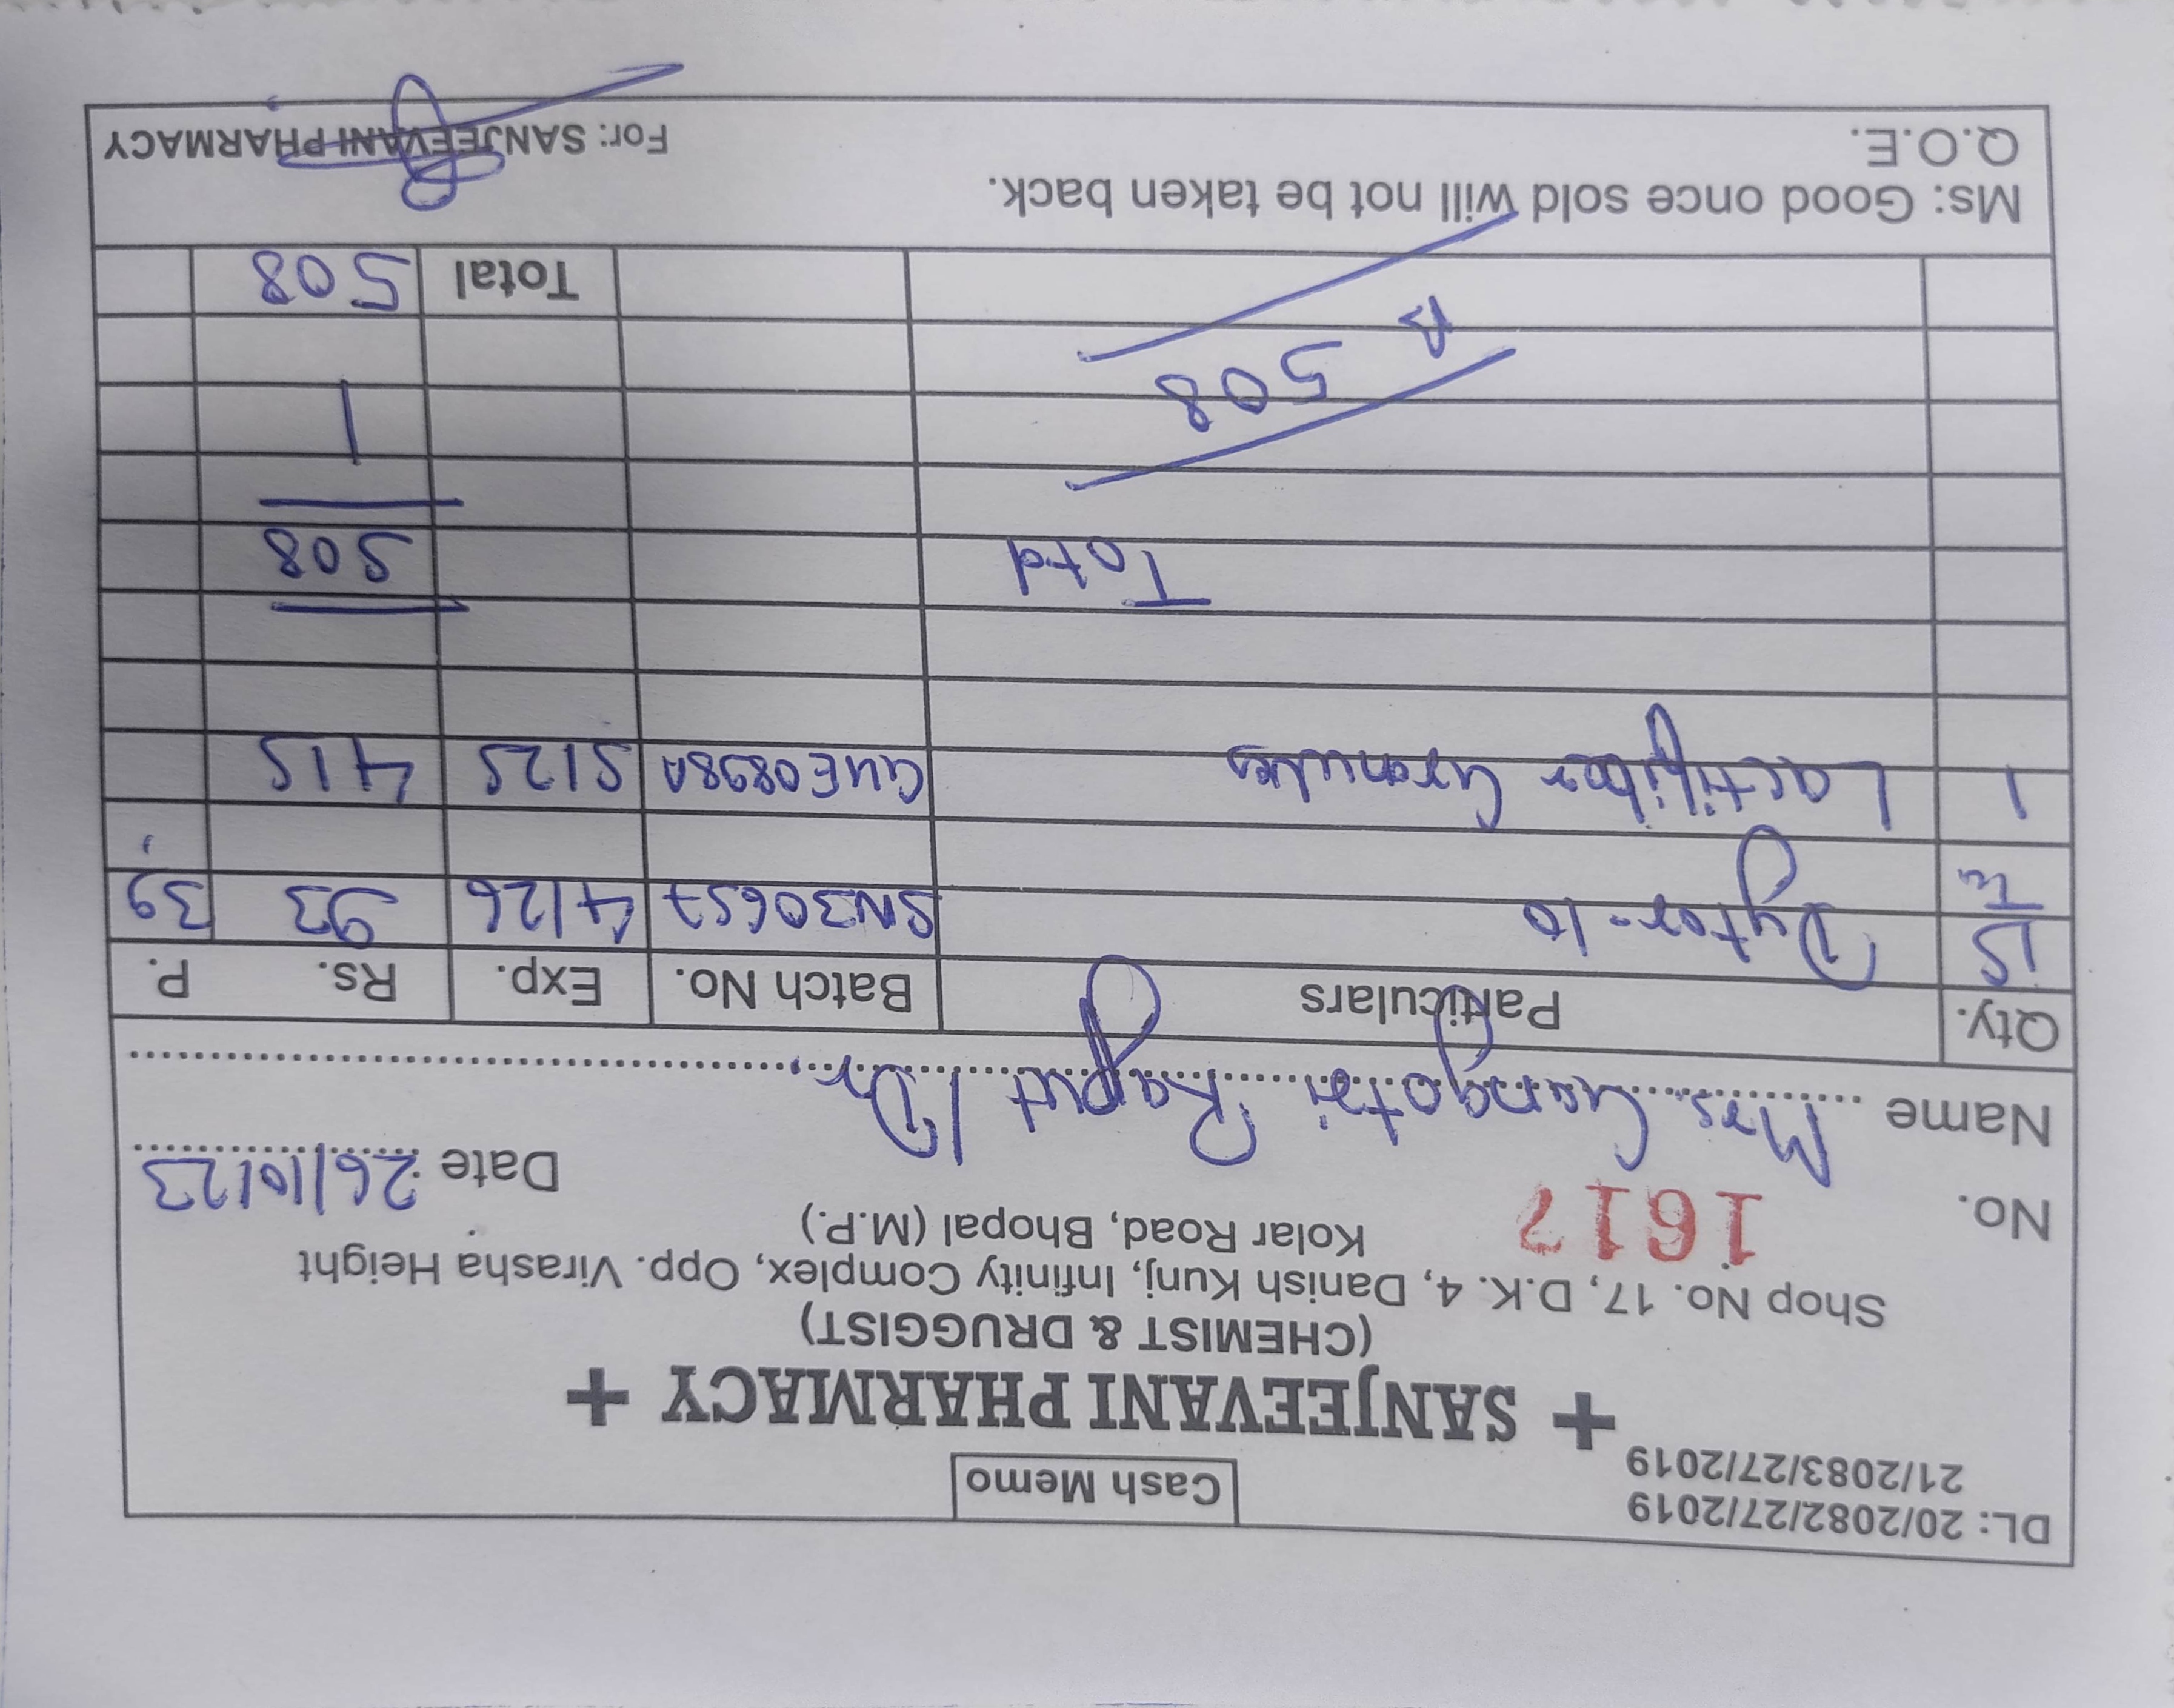 DL: 20/2082/27/2019
21/2083/27/2019
Cash Memo
+ SANJEEVANI PHARMACY +
(CHEMIST & DRUGGIST)
Shop No. 17, D.K. 4, Danish Kunj, Infinity Complex, Opp. Virasha Height
Kolar Road, Bhopal (M.P.)
No. 1617 Date 26/10/23
Name Mrs. Gangotri Rajput / Dr.
Qty. Particulars Batch No. Exp. Rs. P.
15 Dytor-10 SN30657 4/26 93 39
1 Lactifiber Granules GUE0898A 5/25 415
Total 508
508
Total 508
Ms: Good once sold will not be taken back.
Q.O.E. For: SANJEEVANI PHARMACY